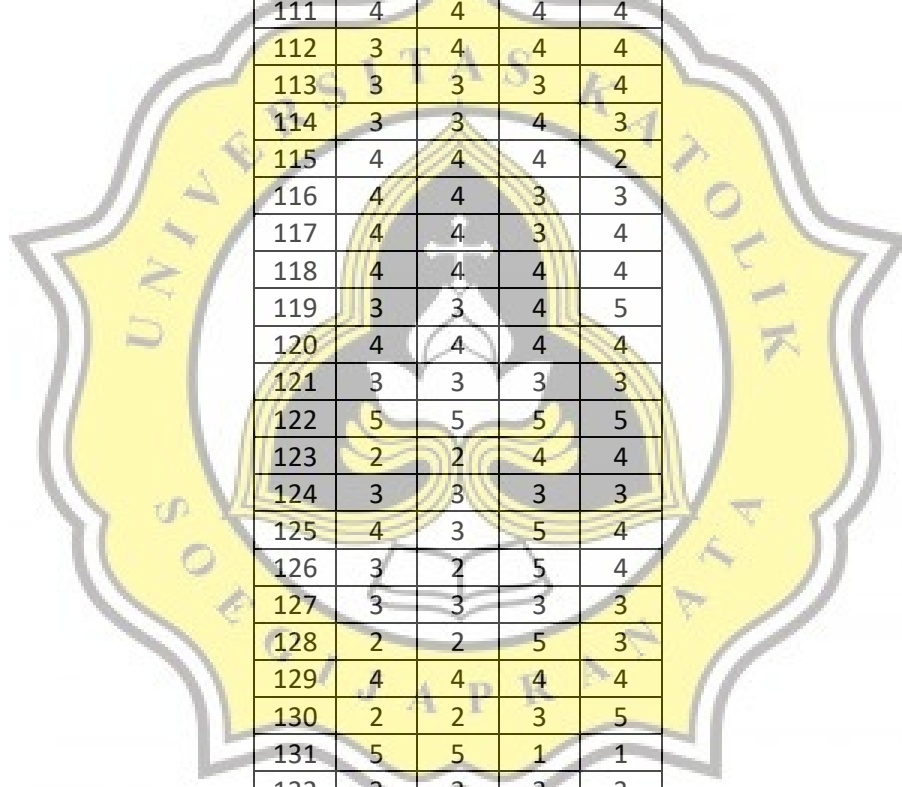 111 4 4 4 4
112 3 4 4 4
113 3 3 3 4
114 3 3 4 3
115 4 4 4 2
116 4 4 3 3
117 4 4 3 4
118 4 4 4 4
119 3 3 4 5
120 4 4 4 4
121 3 3 3 3
122 5 5 5 5
123 2 2 4 4
124 3 3 3 3
125 4 3 5 4
126 3 2 5 4
127 3 3 3 3
128 2 2 5 3
129 4 4 4 4
130 2 2 3 5
131 5 5 1 1
UNIVERSITAS KATOLIK
SOEGIJAPRANATA